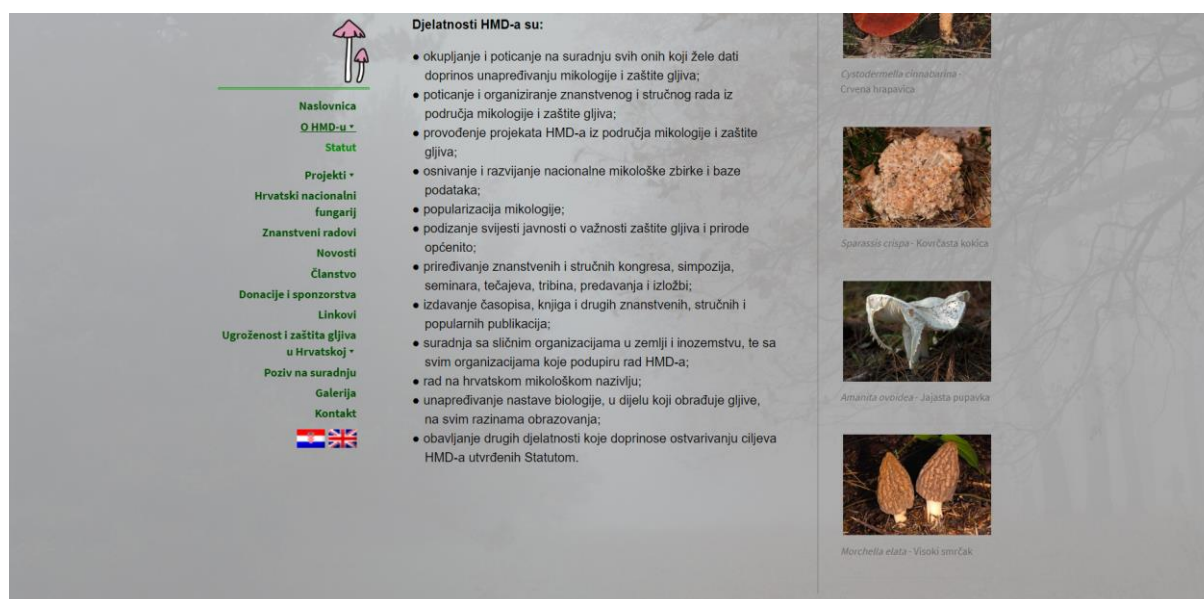 Naslovnica
O HMD-u
Statut
Projekti
Hrvatski nacionalni
fungarij
Znanstveni radovi
Novosti
Članstvo
Donacije i sponzorstva
Linkovi
Ugroženost i zaštita gljiva
u Hrvatskoj
Poziv na suradnju
Galerija
Kontakt
Djelatnosti HMD-a su:
● okupljanje i poticanje na suradnju svih onih koji žele dati
doprinos unapređivanju mikologije i zaštite gljiva;
● poticanje i organiziranje znanstvenog i stručnog rada iz
područja mikologije i zaštite gljiva;
● provođenje projekata HMD-a iz područja mikologije i zaštite
gljiva;
● osnivanje i razvijanje nacionalne mikološke zbirke i baze
podataka;
● popularizacija mikologije;
● podizanje svijesti javnosti o važnosti zaštite gljiva i prirode
općenito;
● priređivanje znanstvenih i stručnih kongresa, simpozija,
seminara, tečajeva, tribina, predavanja i izložbi;
● izdavanje časopisa, knjiga i drugih znanstvenih, stručnih i
popularnih publikacija;
● suradnja sa sličnim organizacijama u zemlji i inozemstvu, te sa
svim organizacijama koje podupiru rad HMD-a;
● rad na hrvatskom mikološkom nazivlju;
● unapređivanje nastave biologije, u dijelu koji obrađuje gljive,
na svim razinama obrazovanja;
● obavljanje drugih djelatnosti koje doprinose ostvarivanju ciljeva
HMD-a utvrđenih Statutom.
Cystodermella cinnabarina -
Crvena hrapavica
Sparassis crispa - Kovrčasta kokica
Amanita ovoidea - Jajasta pupavka
Morchella elata - Visoki smrčak